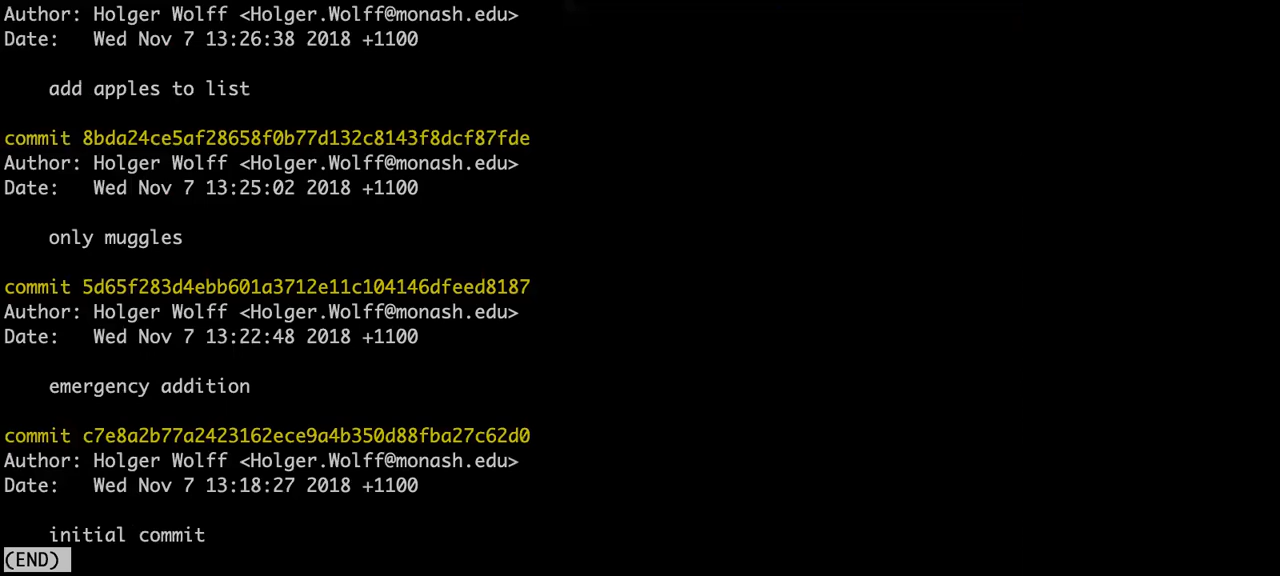 Author: Holger Wolff <Holger.Wolff@monash.edu>
Date:   Wed Nov 7 13:26:38 2018 +1100
    add apples to list
commit 8bda24ce5af28658f0b77d132c8143f8dcf87fde
Author: Holger Wolff <Holger.Wolff@monash.edu>
Date:   Wed Nov 7 13:25:02 2018 +1100
    only muggles
commit 5d65f283d4ebb601a3712e11c104146dfeed8187
Author: Holger Wolff <Holger.Wolff@monash.edu>
Date:   Wed Nov 7 13:22:48 2018 +1100
    emergency addition
commit c7e8a2b77a2423162ece9a4b350d88fba27c62d0
Author: Holger Wolff <Holger.Wolff@monash.edu>
Date:   Wed Nov 7 13:18:27 2018 +1100
    initial commit
(END)